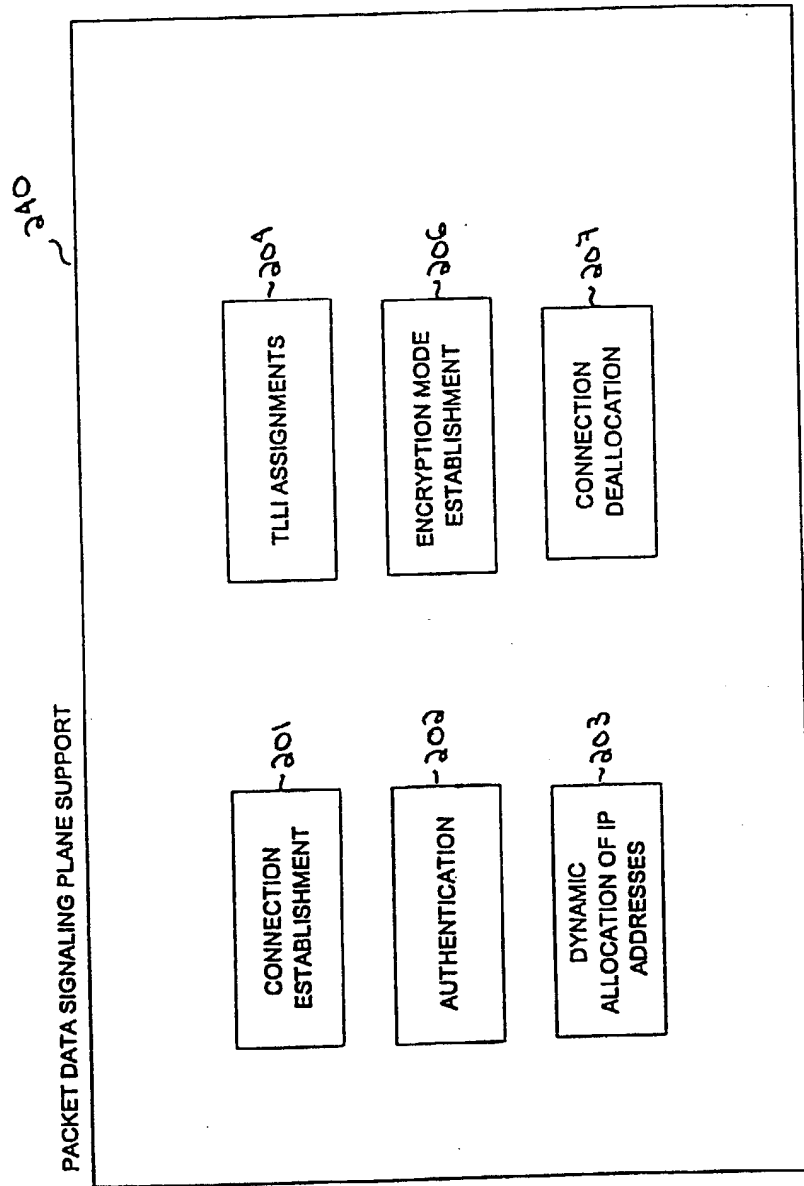 PACKET DATA SIGNALING PLANE SUPPORT
240
CONNECTION
ESTABLISHMENT
~201
AUTHENTICATION
~202
DYNAMIC
ALLOCATION OF IP
ADDRESSES
~203
TLLI ASSIGNMENTS
~204
ENCRYPTION MODE
ESTABLISHMENT
~206
CONNECTION
DEALLOCATION
~207